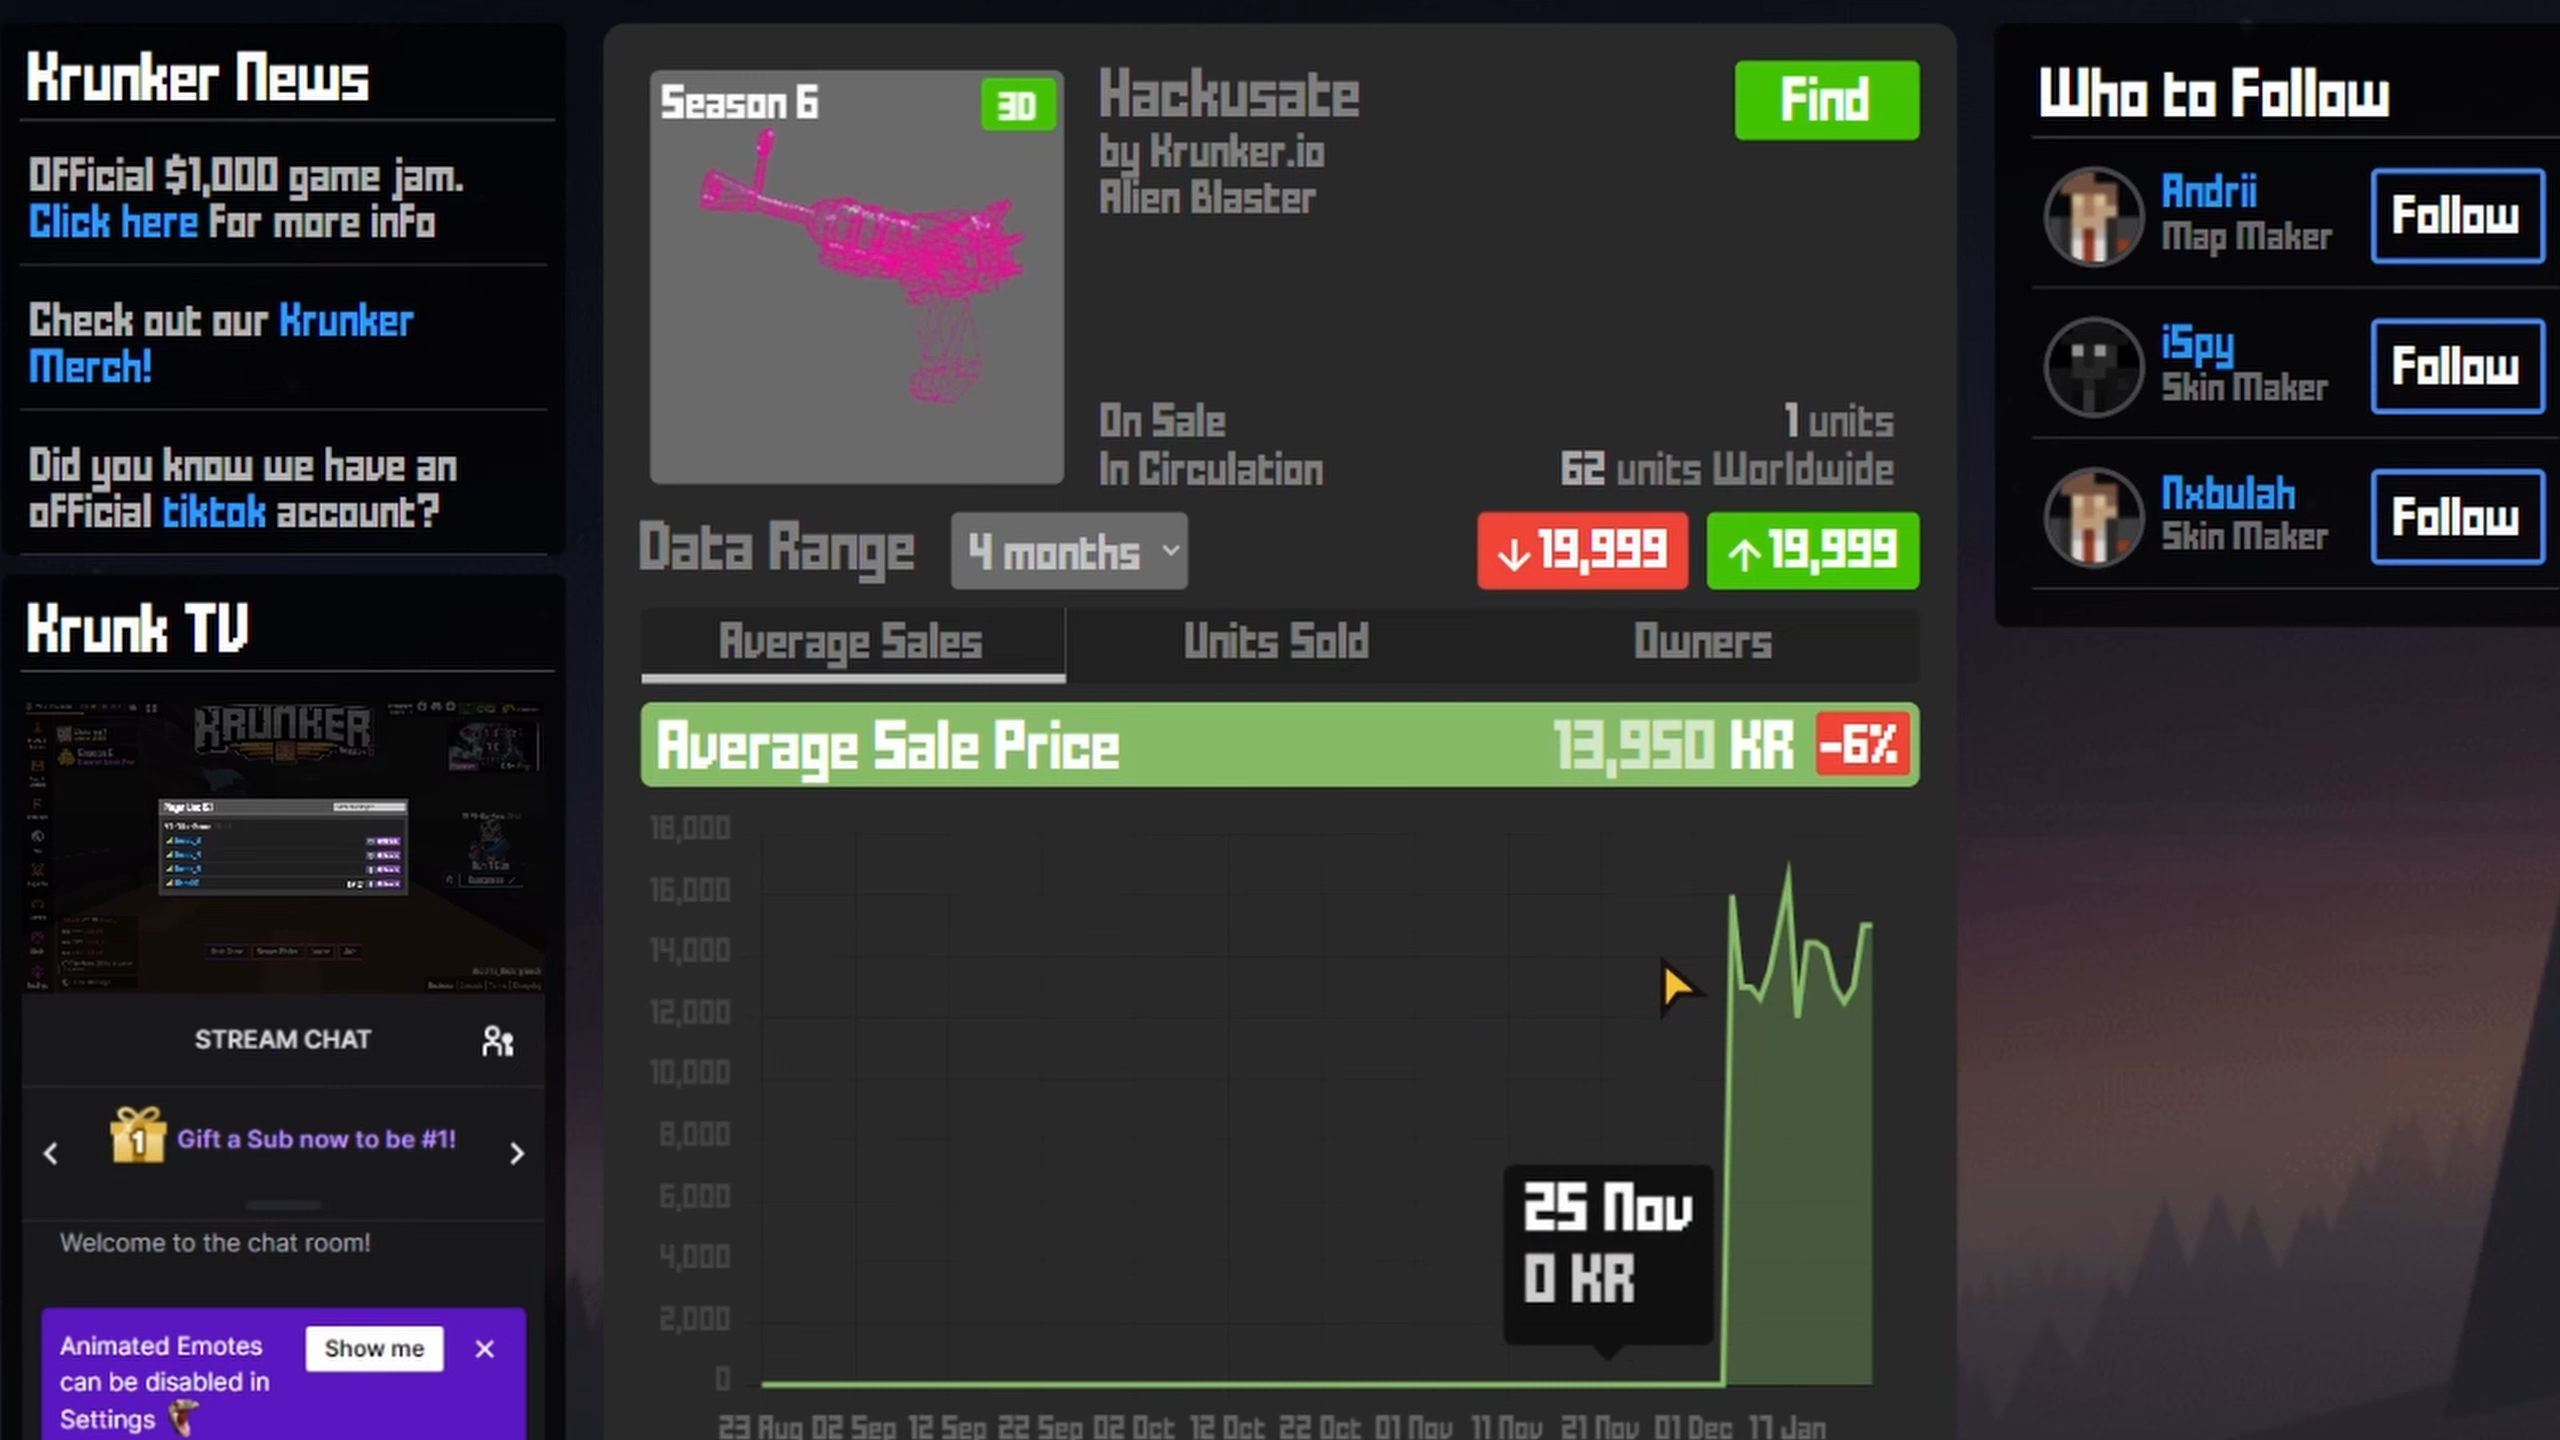 Krunker News
Official $1,000 game jam.
Click here for more info
Check out our Krunker
Merch!
Did you know we have an
official tiktok account?
Krunk TV
KRUNKER
STREAM CHAT
1
Gift a Sub now to be #1!
Welcome to the chat room!
Animated Emotes
can be disabled in
Settings
Show me
Season 6
3D
Hackusate
by Krunker.io
Alien Blaster
Find
On Sale
1 units
In Circulation
62 units Worldwide
Data Range
4 months
19,999
19,999
Average Sales
Units Sold
Owners
Average Sale Price
13,950 KR
-6%
18,000
16,000
14,000
12,000
10,000
8,000
6,000
4,000
2,000
0
25 Nov
0 KR
23 Aug 02 Sep 12 Sep 22 Sep 02 Oct 12 Oct 22 Oct 01 Nov 11 Nov 21 Nov 01 Dec 17 Jan
Who to Follow
Andrii
Map Maker
Follow
iSpy
Skin Maker
Follow
Nxbulah
Skin Maker
Follow